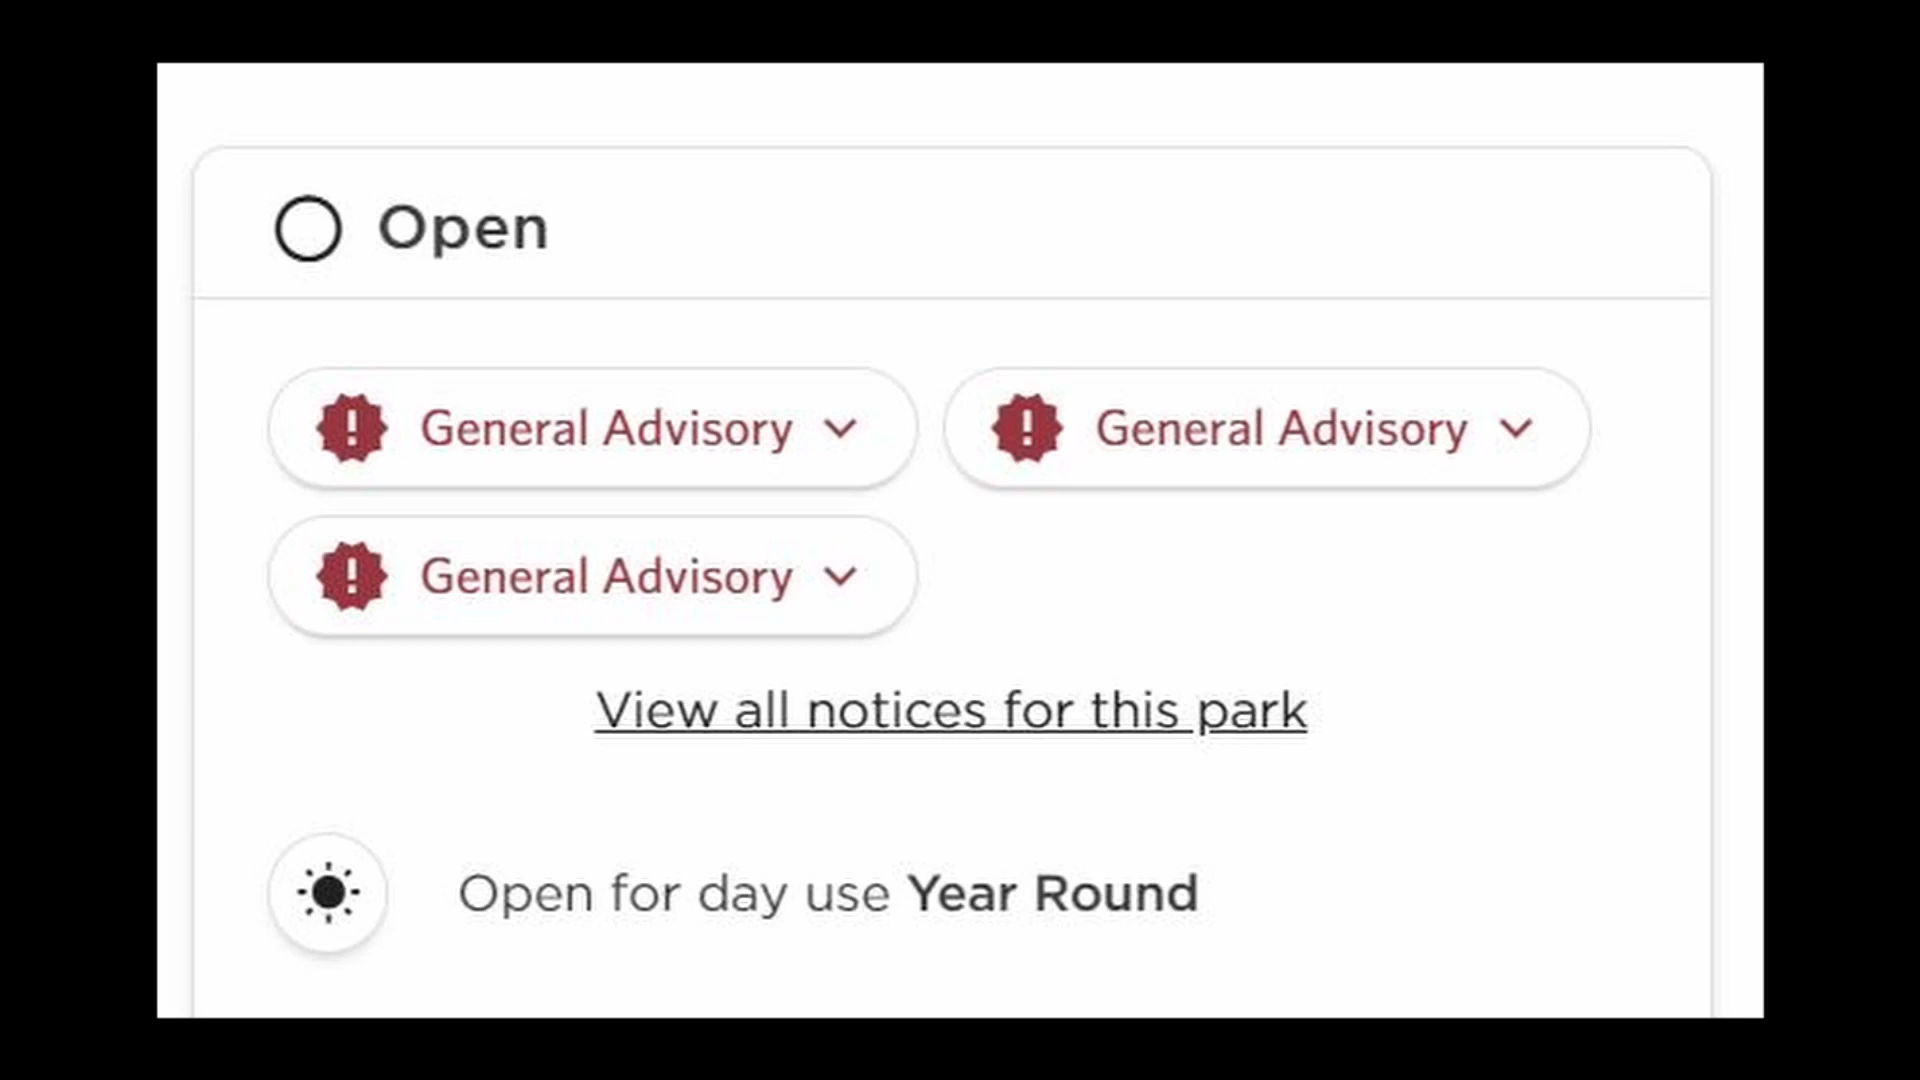 Open
General Advisory General Advisory
General Advisory
View all notices for this park
Open for day use Year Round